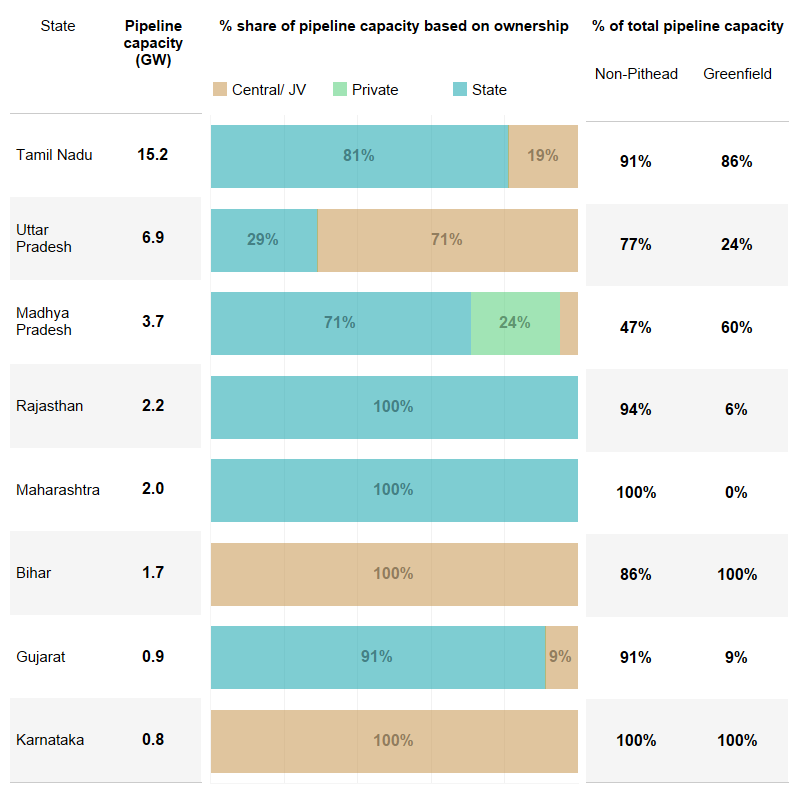 State
Pipeline
capacity
(GW)
% share of pipeline capacity based on ownership
% of total pipeline capacity
Non-Pithead
Greenfield
Central/ JV
Private
State
Tamil Nadu
15.2
81%
19%
91%
86%
Uttar
Pradesh
6.9
29%
71%
77%
24%
Madhya
Pradesh
3.7
71%
24%
47%
60%
Rajasthan
2.2
100%
94%
6%
Maharashtra
2.0
100%
100%
0%
Bihar
1.7
100%
86%
100%
Gujarat
0.9
91%
9%
91%
9%
Karnataka
0.8
100%
100%
100%